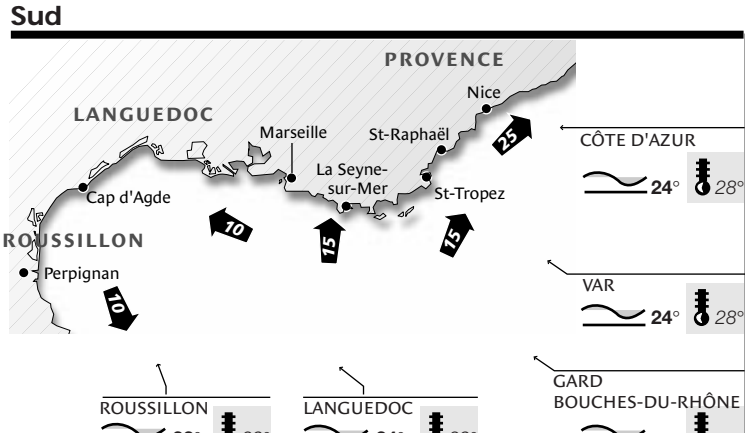 Sud
PROVENCE
Nice
LANGUEDOC
Marseille
St-Raphaël
25
CÔTE D'AZUR
La Seyne-
sur-Mer
24° 28°
Cap d'Agde
St-Tropez
10
15
15
ROUSSILLON
Perpignan
10
VAR
24° 28°
GARD
BOUCHES-DU-RHÔNE
ROUSSILLON
LANGUEDOC